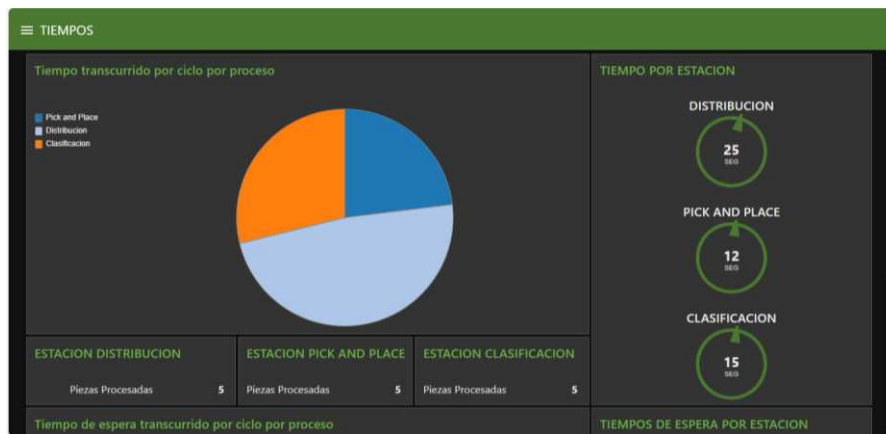 TIEMPOS
Tiempo transcurrido por ciclo por proceso
Pick and Place
Distribucion
Clasificacion
TIEMPO POR ESTACION
DISTRIBUCION
25
SEG
PICK AND PLACE
12
SEG
CLASIFICACION
15
SEG
ESTACION DISTRIBUCION
Piezas Procesadas 5
ESTACION PICK AND PLACE
Piezas Procesadas 5
ESTACION CLASIFICACION
Piezas Procesadas 5
Tiempo de espera transcurrido por ciclo por proceso
TIEMPOS DE ESPERA POR ESTACION